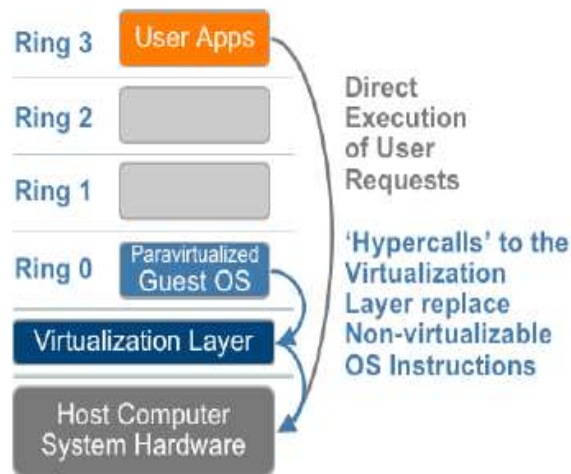 Ring 3
User Apps
Ring 2
Ring 1
Ring 0
Paravirtualized
Guest OS
Virtualization Layer
Host Computer
System Hardware
Direct
Execution
of User
Requests
‘Hypercalls’ to the
Virtualization
Layer replace
Non-virtualizable
OS Instructions